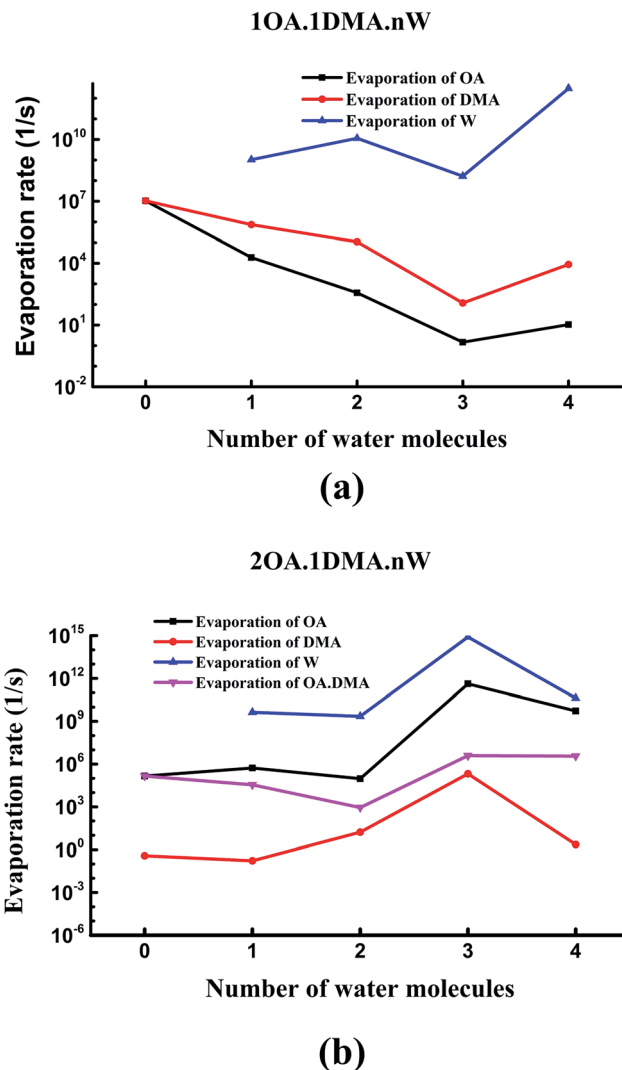 1OA.1DMA.nW
Evaporation of OA
Evaporation of DMA
Evaporation of W
Evaporation rate (1/s)
10^10
10^7
10^4
10^1
10^-2
0 1 2 3 4
Number of water molecules
(a)
2OA.1DMA.nW
Evaporation of OA
Evaporation of DMA
Evaporation of W
Evaporation of OA.DMA
Evaporation rate (1/s)
10^15
10^12
10^9
10^6
10^3
10^0
10^-3
10^-6
0 1 2 3 4
Number of water molecules
(b)